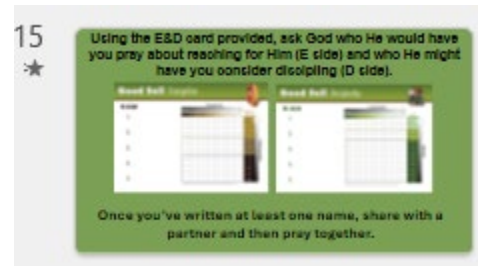 15
Using the E&D card provided, ask God who He would have
you pray about reaching for Him (E side) and who He might
have you consider discipling (D side).
Good Soil
Good Soil
Once you've written at least one name, share with a
partner and then pray together.